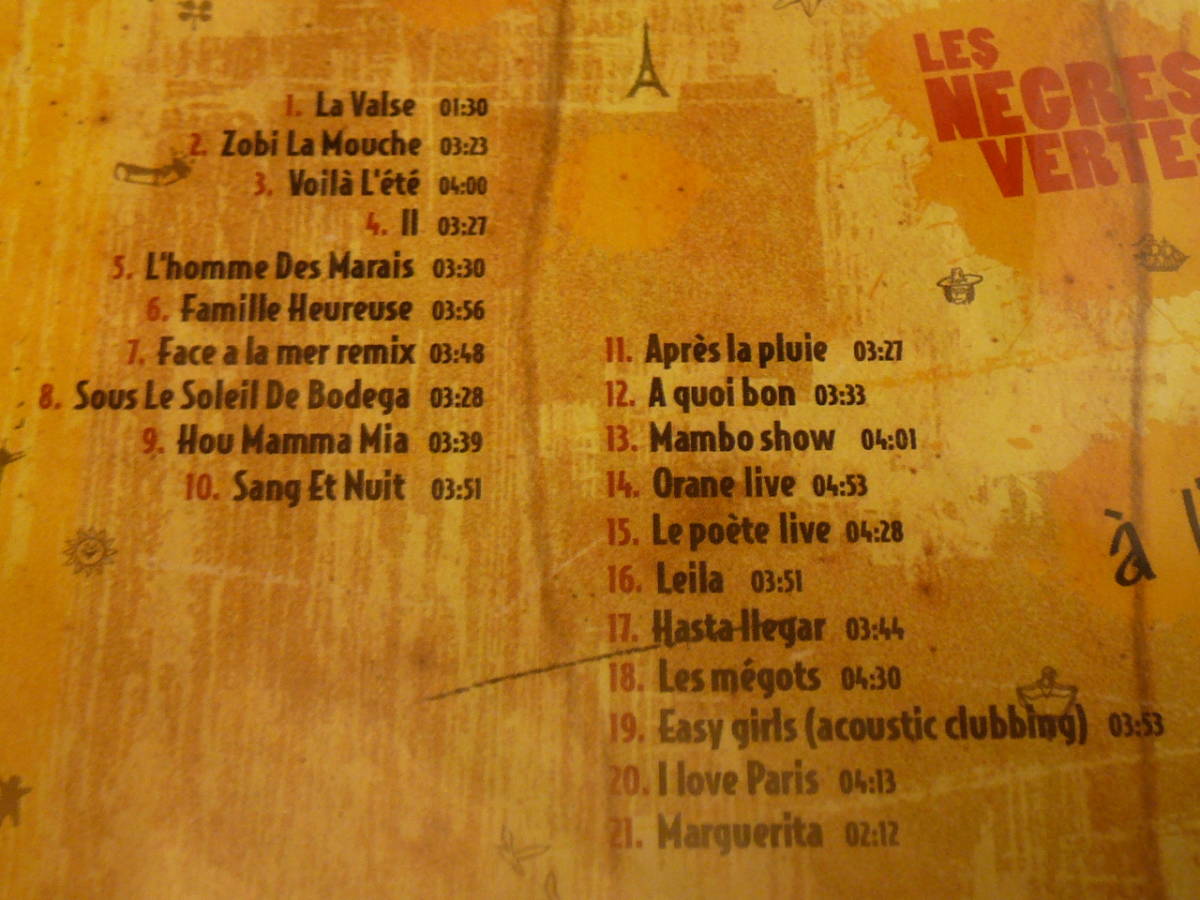 LES
NEGRES
VERTES
1. La Valse 01:30
2. Zobi La Mouche 03:23
3. Voilà L'été 04:00
4. Il 03:27
5. L'homme Des Marais 03:30
6. Famille Heureuse 03:56
7. Face a la mer remix 03:48
8. Sous Le Soleil De Bodega 03:28
9. Hou Mamma Mia 03:39
10. Sang Et Nuit 03:51
11. Après la pluie 03:27
12. A quoi bon 03:33
13. Mambo show 04:01
14. Orane live 04:53
15. Le poète live 04:28
16. Leila 03:51
17. Hasta llegar 03:44
18. Les mégots 04:30
19. Easy girls (acoustic clubbing) 03:53
20. I love Paris 04:13
21. Marguerita 02:12
à